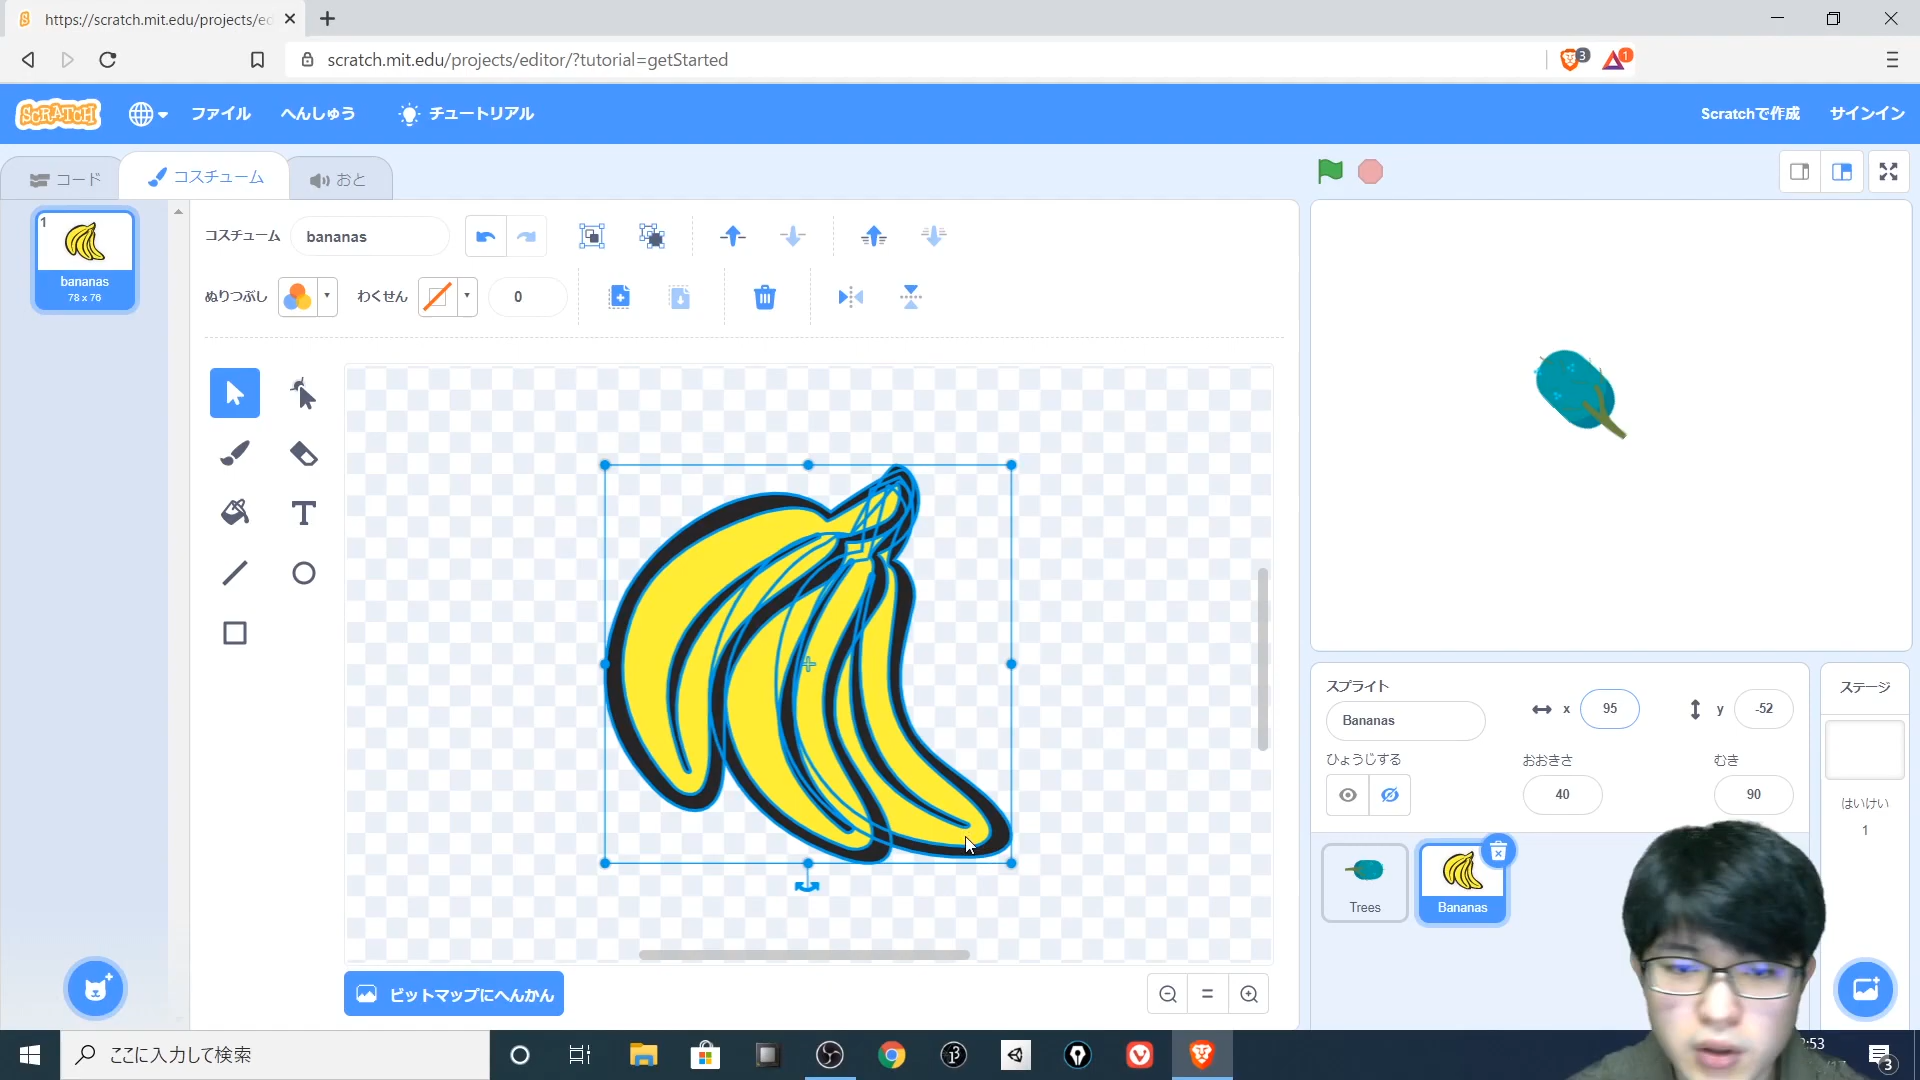 https://scratch.mit.edu/projects/ed
scratch.mit.edu/projects/editor/?tutorial=getStarted
3
1
SCRATCH
ファイル
へんしゅう
チュートリアル
Scratchで作成
サインイン
コード
コスチューム
おと
1
bananas
78 x 76
コスチューム
bananas
ぬりつぶし
わくせん
0
ビットマップにへんかん
スプライト
Bananas
x
95
y
-52
ひょうじする
おおきさ
40
むき
90
ステージ
はいけい
1
Trees
Bananas
ここに入力して検索
:53
3